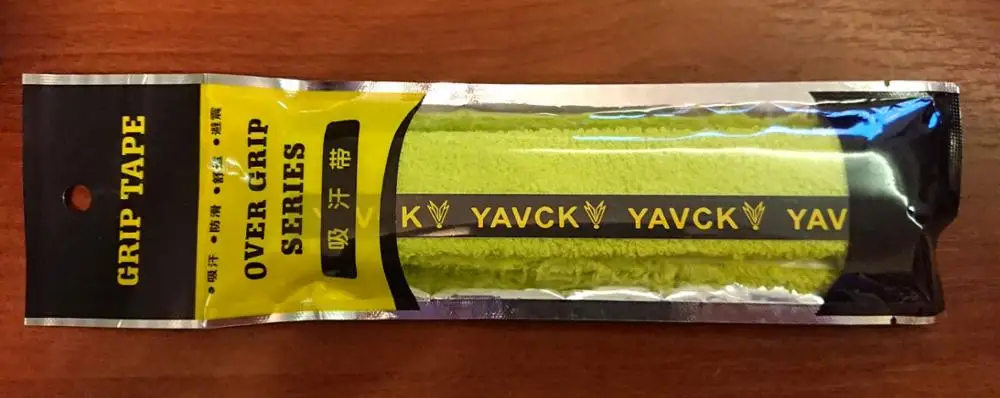 GRIP TAPE
•吸汗 •防滑 •舒适 •避震
OVER GRIP
SERIES
吸汗带
YAVCK YAVCK YAVCK YAV